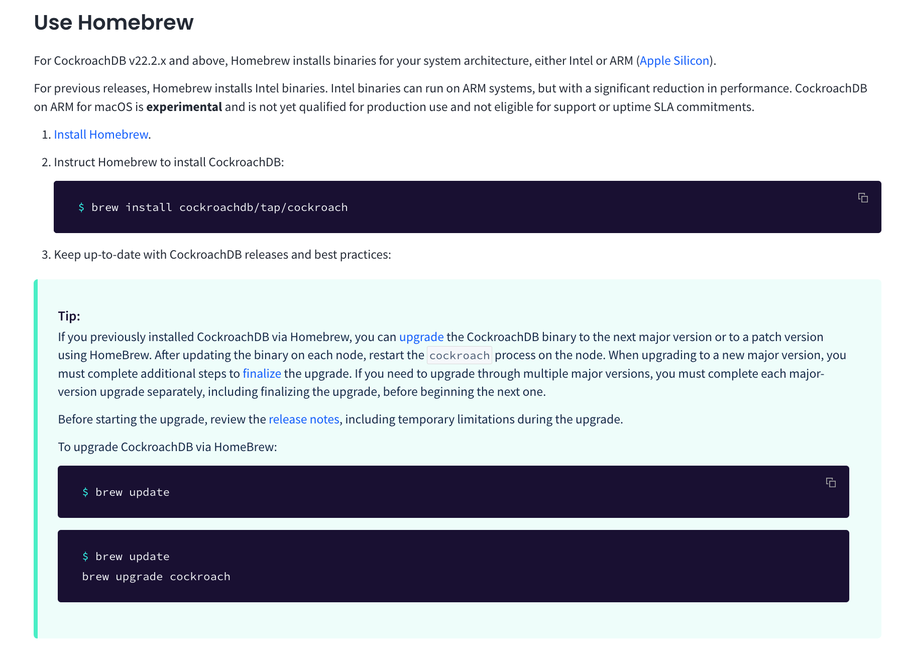 Use Homebrew
For CockroachDB v22.2.x and above, Homebrew installs binaries for your system architecture, either Intel or ARM (Apple Silicon).
For previous releases, Homebrew installs Intel binaries. Intel binaries can run on ARM systems, but with a significant reduction in performance. CockroachDB
on ARM for macOS is experimental and is not yet qualified for production use and not eligible for support or uptime SLA commitments.
1. Install Homebrew.
2. Instruct Homebrew to install CockroachDB:
$ brew install cockroachdb/tap/cockroach
3. Keep up-to-date with CockroachDB releases and best practices:
Tip:
If you previously installed CockroachDB via Homebrew, you can upgrade the CockroachDB binary to the next major version or to a patch version
using HomeBrew. After updating the binary on each node, restart the cockroach process on the node. When upgrading to a new major version, you
must complete additional steps to finalize the upgrade. If you need to upgrade through multiple major versions, you must complete each major-
version upgrade separately, including finalizing the upgrade, before beginning the next one.
Before starting the upgrade, review the release notes, including temporary limitations during the upgrade.
To upgrade CockroachDB via HomeBrew:
$ brew update
$ brew update
brew upgrade cockroach